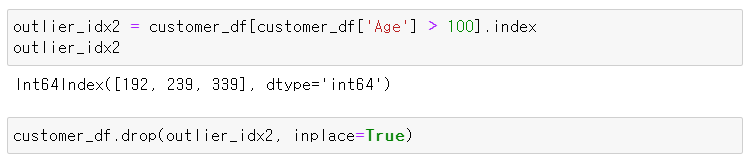 outlier_idx2 = customer_df[customer_df['Age'] > 100].index
outlier_idx2
Int64Index([192, 239, 339], dtype='int64')
customer_df.drop(outlier_idx2, inplace=True)